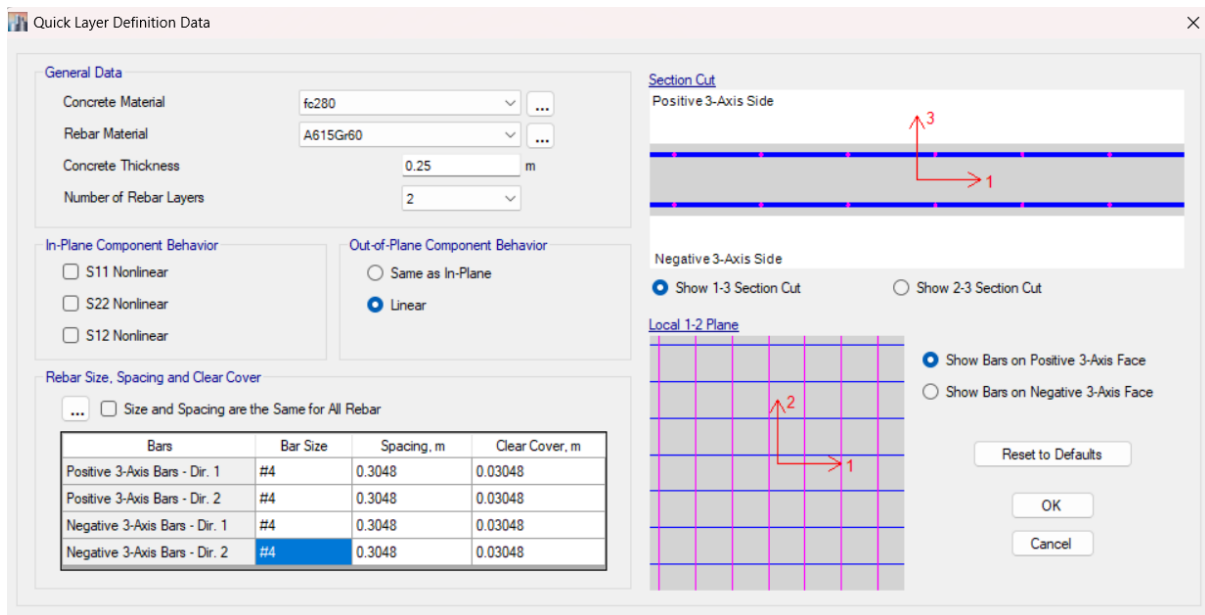 Quick Layer Definition Data
General Data
Concrete Material fc280 ...
Rebar Material A615Gr60 ...
Concrete Thickness 0.25 m
Number of Rebar Layers 2
In-Plane Component Behavior
S11 Nonlinear
S22 Nonlinear
S12 Nonlinear
Out-of-Plane Component Behavior
Same as In-Plane
Linear
Rebar Size, Spacing and Clear Cover
... Size and Spacing are the Same for All Rebar
Bars Bar Size Spacing, m Clear Cover, m
Positive 3-Axis Bars - Dir. 1 #4 0.3048 0.03048
Positive 3-Axis Bars - Dir. 2 #4 0.3048 0.03048
Negative 3-Axis Bars - Dir. 1 #4 0.3048 0.03048
Negative 3-Axis Bars - Dir. 2 #4 0.3048 0.03048
Section Cut
Positive 3-Axis Side
3
1
Negative 3-Axis Side
Show 1-3 Section Cut Show 2-3 Section Cut
Local 1-2 Plane
2
1
Show Bars on Positive 3-Axis Face
Show Bars on Negative 3-Axis Face
Reset to Defaults
OK
Cancel